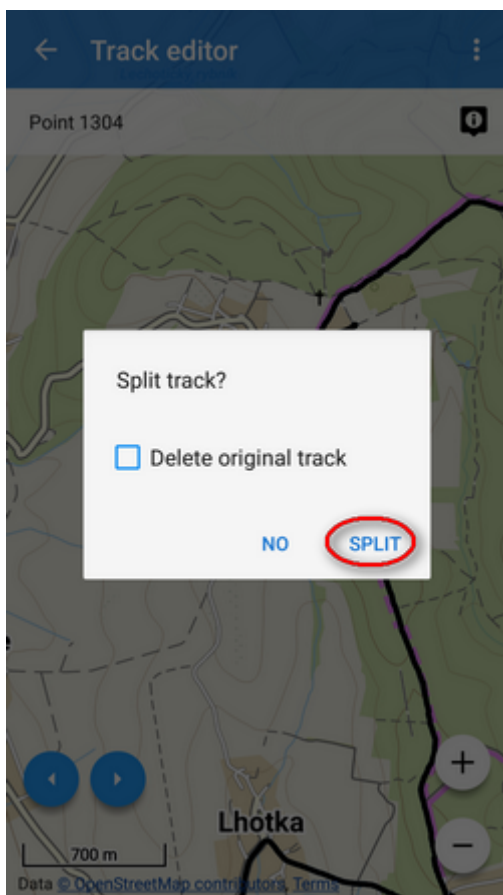 Track editor
Point 1304
Split track?
Delete original track
NO SPLIT
+
Lhotka
−
700 m
Data © OpenStreetMap contributors, Terms